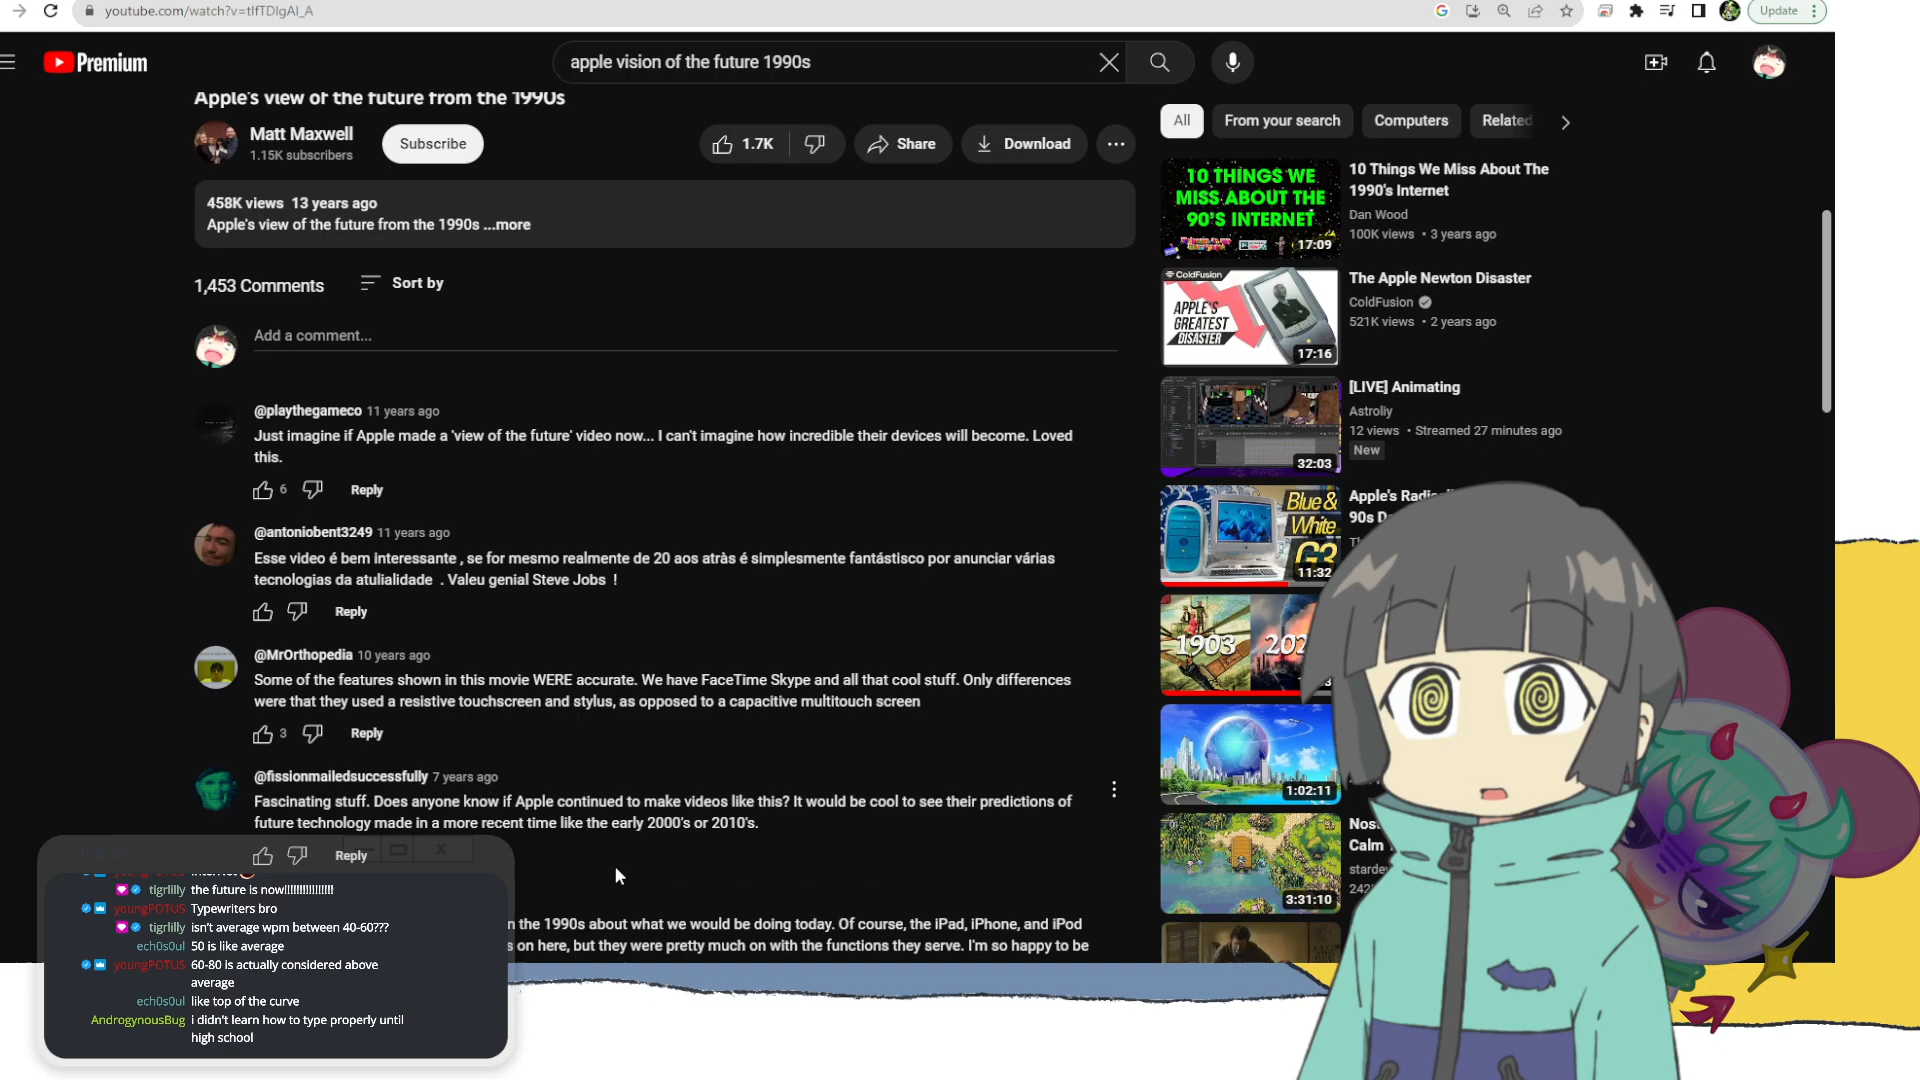 youtube.com/watch?v=tIfTDIgAI_A
Update
Premium
apple vision of the future 1990s
Apple's view of the future from the 1990s
Matt Maxwell
1.15K subscribers
Subscribe
1.7K
Share
Download
458K views 13 years ago
Apple's view of the future from the 1990s ...more
1,453 Comments
Sort by
Add a comment...
@playthegameco 11 years ago
Just imagine if Apple made a 'view of the future' video now... I can't imagine how incredible their devices will become. Loved
this.
6
Reply
@antoniobent3249 11 years ago
Esse video é bem interessante , se for mesmo realmente de 20 aos atràs é simplesmente fantástisco por anunciar várias
tecnologias da atulialidade . Valeu genial Steve Jobs !
Reply
@MrOrthopedia 10 years ago
Some of the features shown in this movie WERE accurate. We have FaceTime Skype and all that cool stuff. Only differences
were that they used a resistive touchscreen and stylus, as opposed to a capacitive multitouch screen
3
Reply
@fissionmailedsuccessfully 7 years ago
Fascinating stuff. Does anyone know if Apple continued to make videos like this? It would be cool to see their predictions of
future technology made in a more recent time like the early 2000's or 2010's.
Reply
n the 1990s about what we would be doing today. Of course, the iPad, iPhone, and iPod
s on here, but they were pretty much on with the functions they serve. I'm so happy to be
tigrlilly the future is now!!!!!!!!!!!!!!!!
youngPOTUS Typewriters bro
tigrlilly isn't average wpm between 40-60???
ech0s0ul 50 is like average
youngPOTUS 60-80 is actually considered above
average
ech0s0ul like top of the curve
AndrogynousBug i didn't learn how to type properly until
high school
All
From your search
Computers
Related
10 THINGS WE
MISS ABOUT THE
90'S INTERNET
17:09
10 Things We Miss About The
1990's Internet
Dan Wood
100K views • 3 years ago
ColdFusion
APPLE'S
GREATEST
DISASTER
17:16
The Apple Newton Disaster
ColdFusion
521K views • 2 years ago
32:03
[LIVE] Animating
Astroliy
12 views • Streamed 27 minutes ago
New
Blue &
White
G3
11:32
Apple's Radi
90s D
1903
202
1:02:11
3:31:10
Nos
Calm
stardew
242